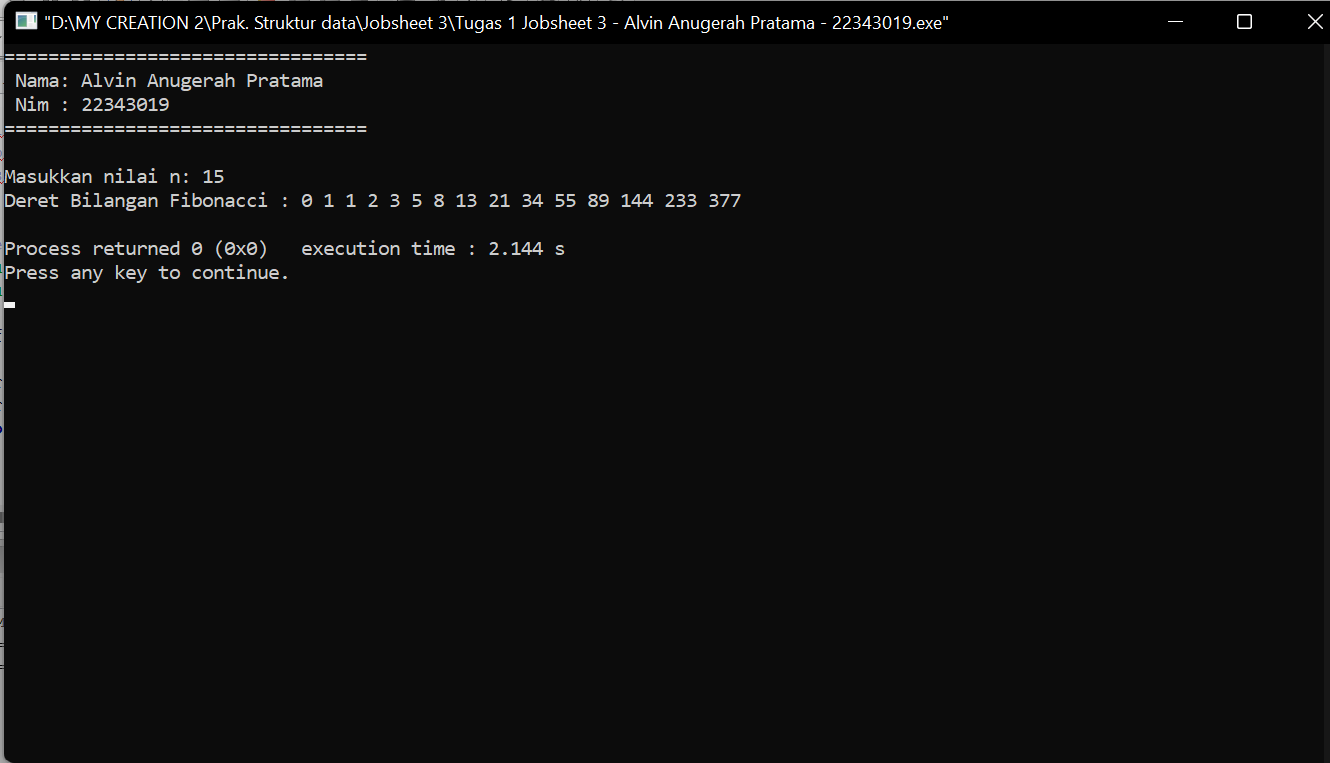 "D:\MY CREATION 2\Prak. Struktur data\Jobsheet 3\Tugas 1 Jobsheet 3 - Alvin Anugerah Pratama - 22343019.exe"
=================================
Nama: Alvin Anugerah Pratama
Nim : 22343019
=================================
Masukkan nilai n: 15
Deret Bilangan Fibonacci : 0 1 1 2 3 5 8 13 21 34 55 89 144 233 377
Process returned 0 (0x0)   execution time : 2.144 s
Press any key to continue.